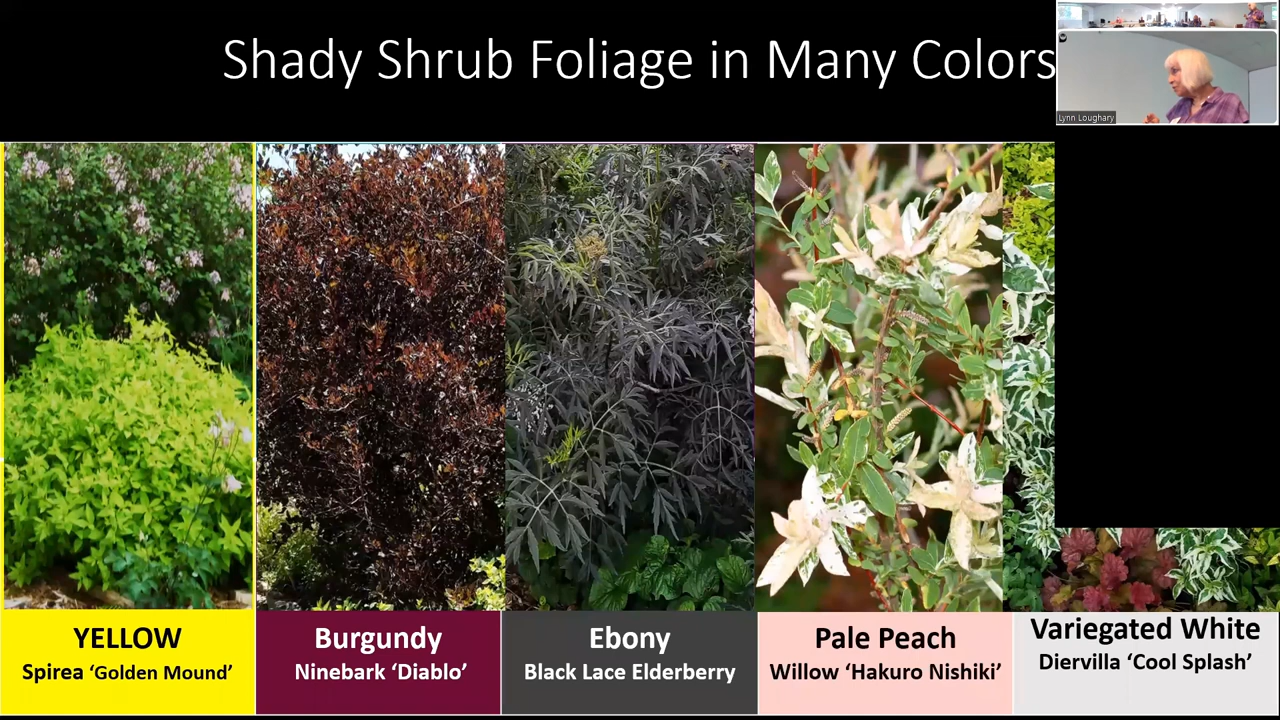 Shady Shrub Foliage in Many Colors
Lynn Loughary
YELLOW
Spirea ‘Golden Mound’
Burgundy
Ninebark ‘Diablo’
Ebony
Black Lace Elderberry
Pale Peach
Willow ‘Hakuro Nishiki’
Variegated White
Diervilla ‘Cool Splash’